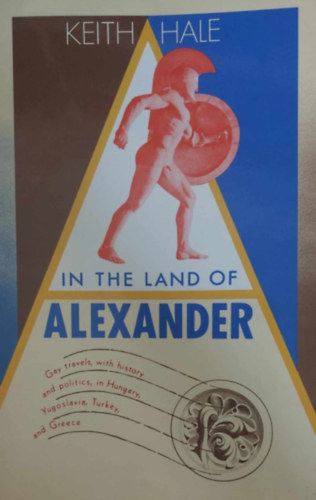 KEITH HALE
IN THE LAND OF
ALEXANDER
Gay travels, with history
and politics, in Hungary,
Yugoslavia, Turkey,
and Greece